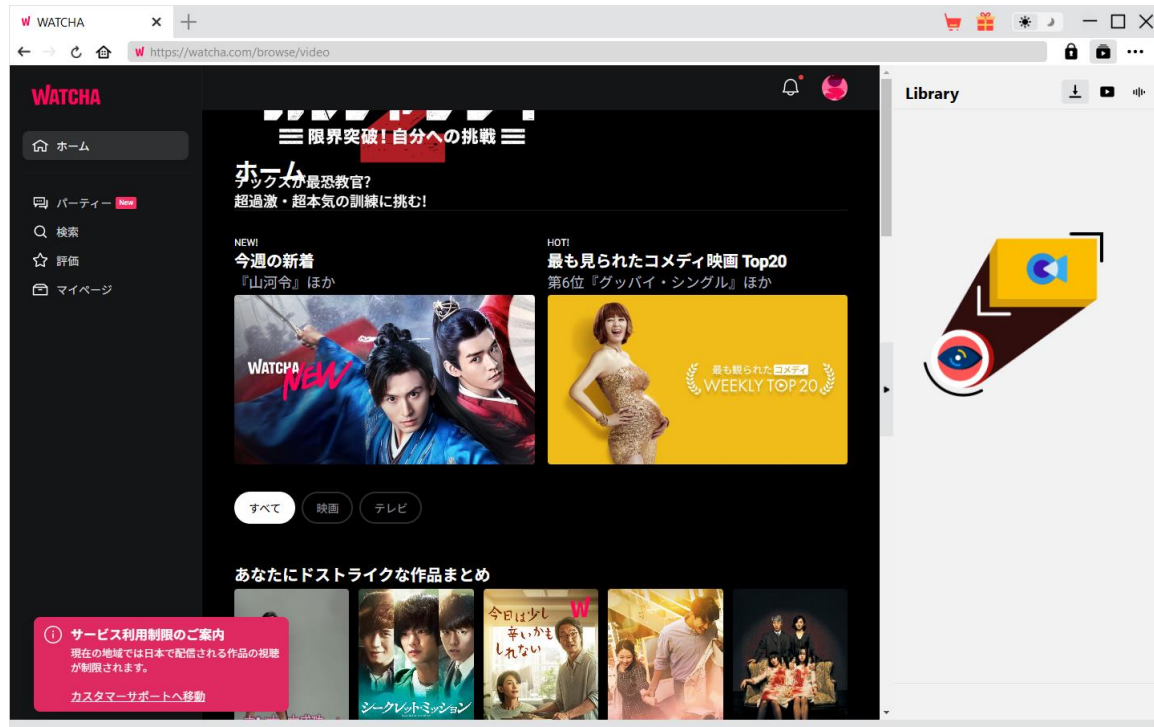 WATCHA
https://watcha.com/browse/video
WATCHA
ホーム
パーティー New
検索
評価
マイページ
限界突破！自分への挑戦
ホーム
テックスが最恐教官?
超過激・超本気の訓練に挑む!
NEW!
今週の新着
『山河令』ほか
WATCHA
NEW
HOT!
最も見られたコメディ映画 Top20
第6位『グッバイ・シングル』ほか
最も観られたコメディ
WEEKLY TOP 20
すべて
映画
テレビ
あなたにドストライクな作品まとめ
シークレット・ミッション
今日は少し
辛いかも
しれない
W
サービス利用制限のご案内
現在の地域では日本で配信される作品の視聴
が制限されます。
カスタマーサポートへ移動
Library